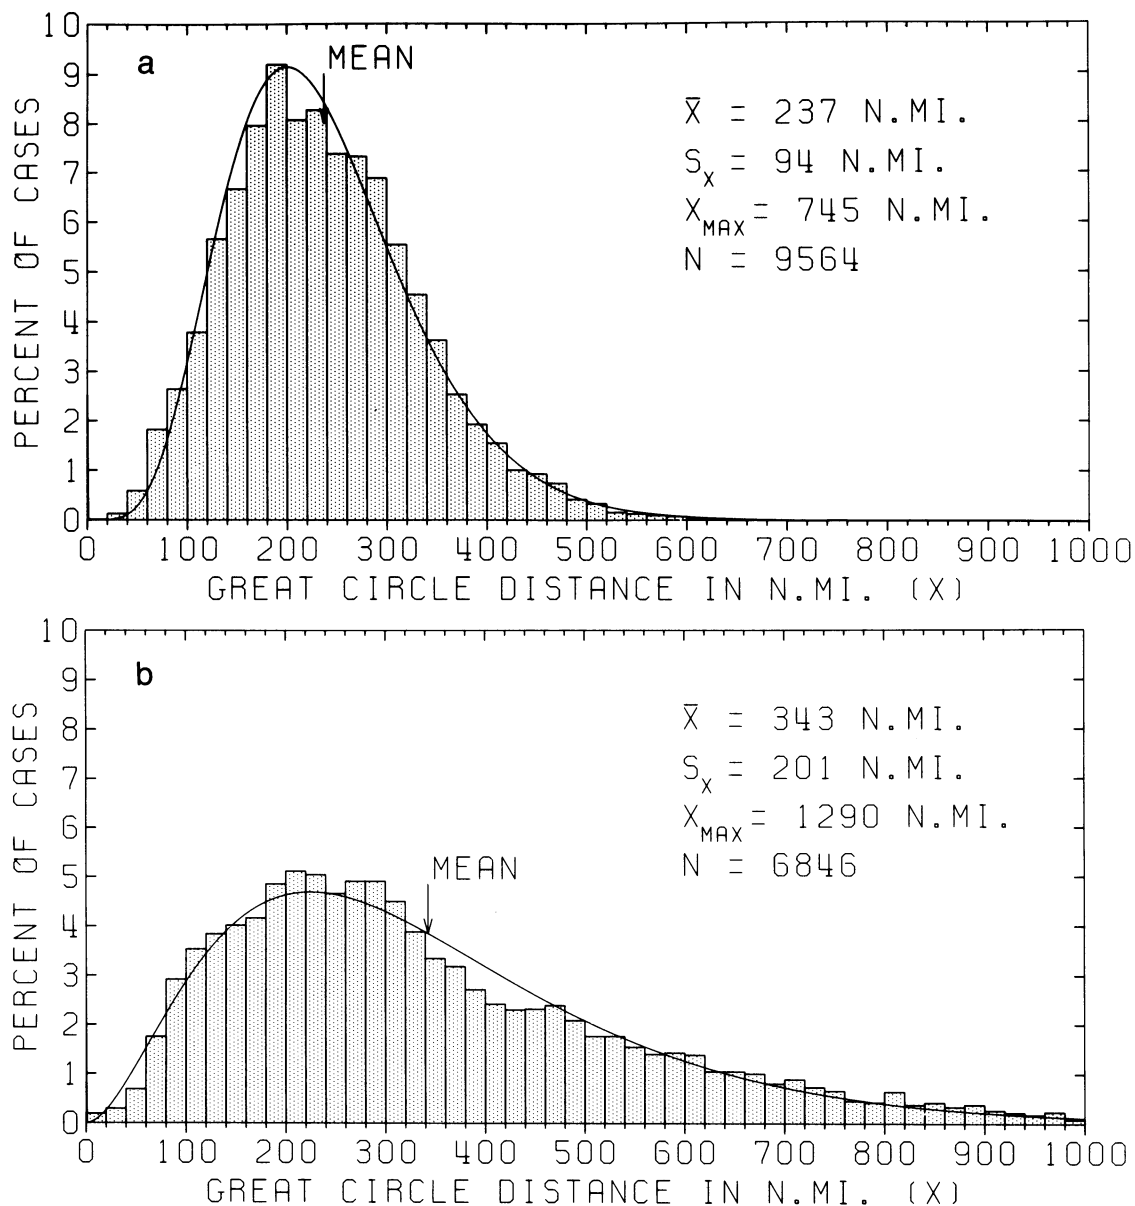 a
MEAN
X̄ = 237 N.MI.
Sx = 94 N.MI.
XMAX = 745 N.MI.
N = 9564
PERCENT OF CASES
10
9
8
7
6
5
4
3
2
1
0
0 100 200 300 400 500 600 700 800 900 1000
GREAT CIRCLE DISTANCE IN N.MI. (X)
b
MEAN
X̄ = 343 N.MI.
Sx = 201 N.MI.
XMAX = 1290 N.MI.
N = 6846
PERCENT OF CASES
10
9
8
7
6
5
4
3
2
1
0
0 100 200 300 400 500 600 700 800 900 1000
GREAT CIRCLE DISTANCE IN N.MI. (X)